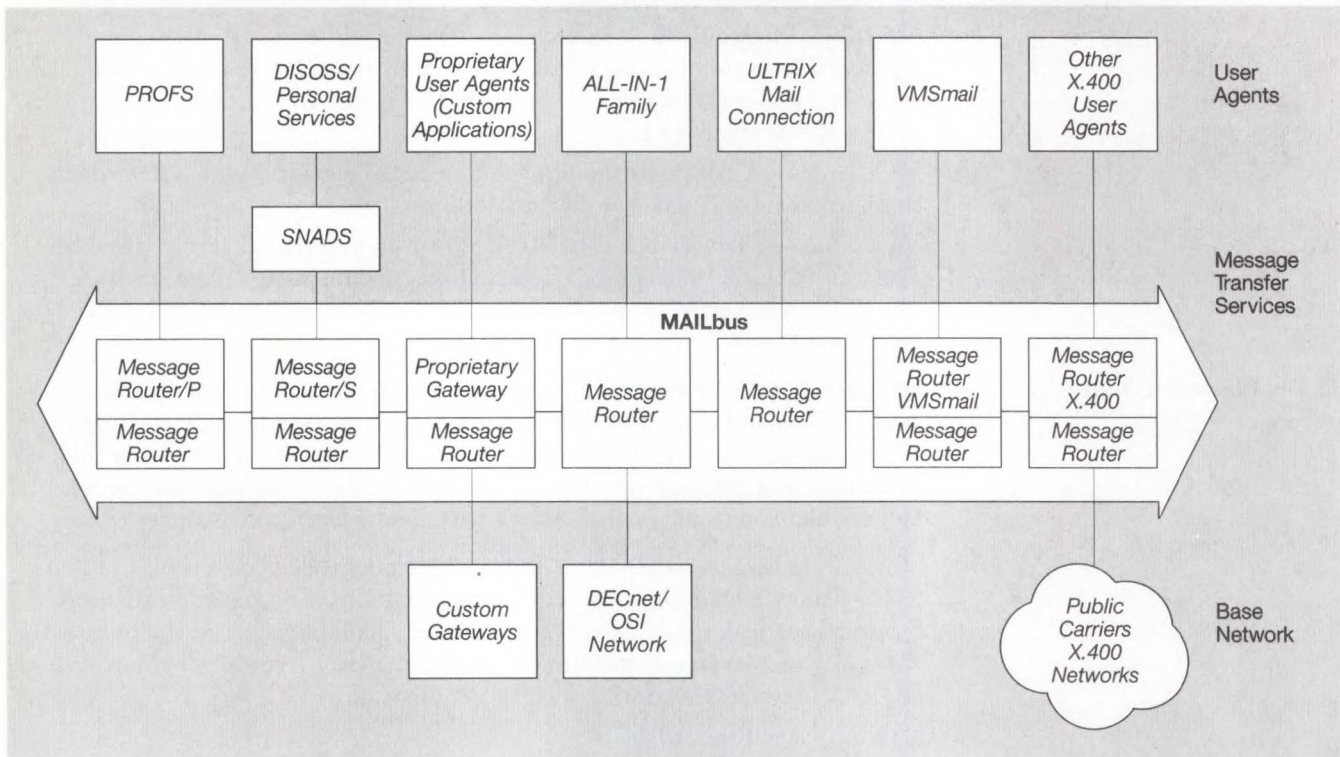 PROFS
DISOSS/
Personal
Services
Proprietary
User Agents
(Custom
Applications)
ALL-IN-1
Family
ULTRIX
Mail
Connection
VMSmail
Other
X.400
User
Agents
User
Agents
SNADS
Message
Transfer
Services
MAILbus
Message
Router/P
Message
Router
Message
Router/S
Message
Router
Proprietary
Gateway
Message
Router
Message
Router
Message
Router
Message
Router
VMSmail
Message
Router
Message
Router
X.400
Message
Router
Custom
Gateways
DECnet/
OSI
Network
Public
Carriers
X.400
Networks
Base
Network